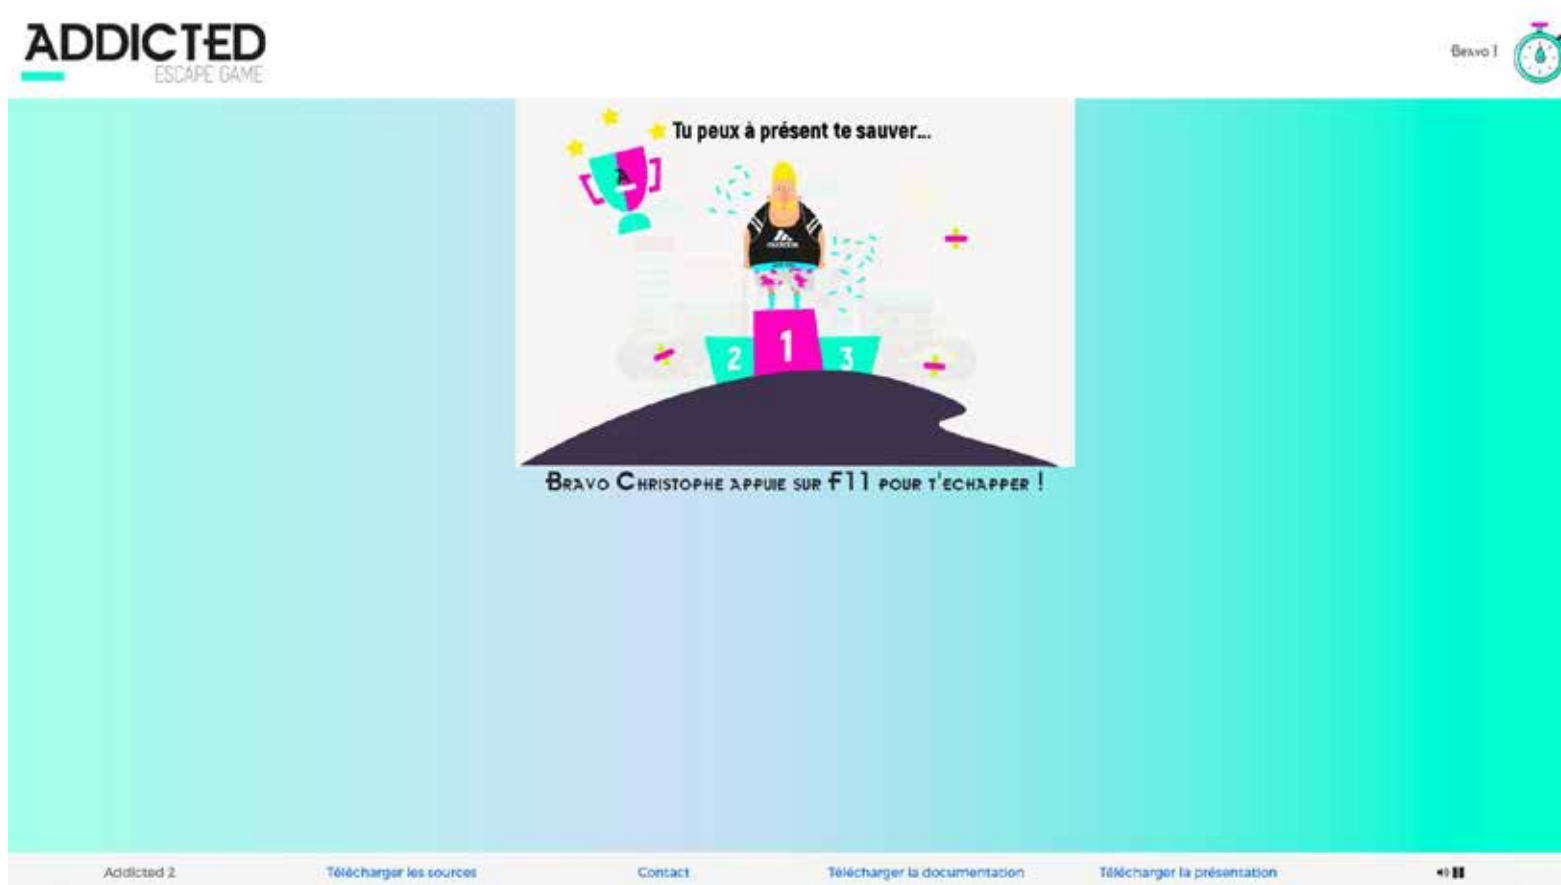 ADDICTED
ESCAPE GAME
Bravo !
Tu peux à présent te sauver...
A
2
1
3
Bravo Christophe appuie sur F11 pour t'echapper !
Addicted 2
Télécharger les sources
Contact
Télécharger la documentation
Télécharger la présentation